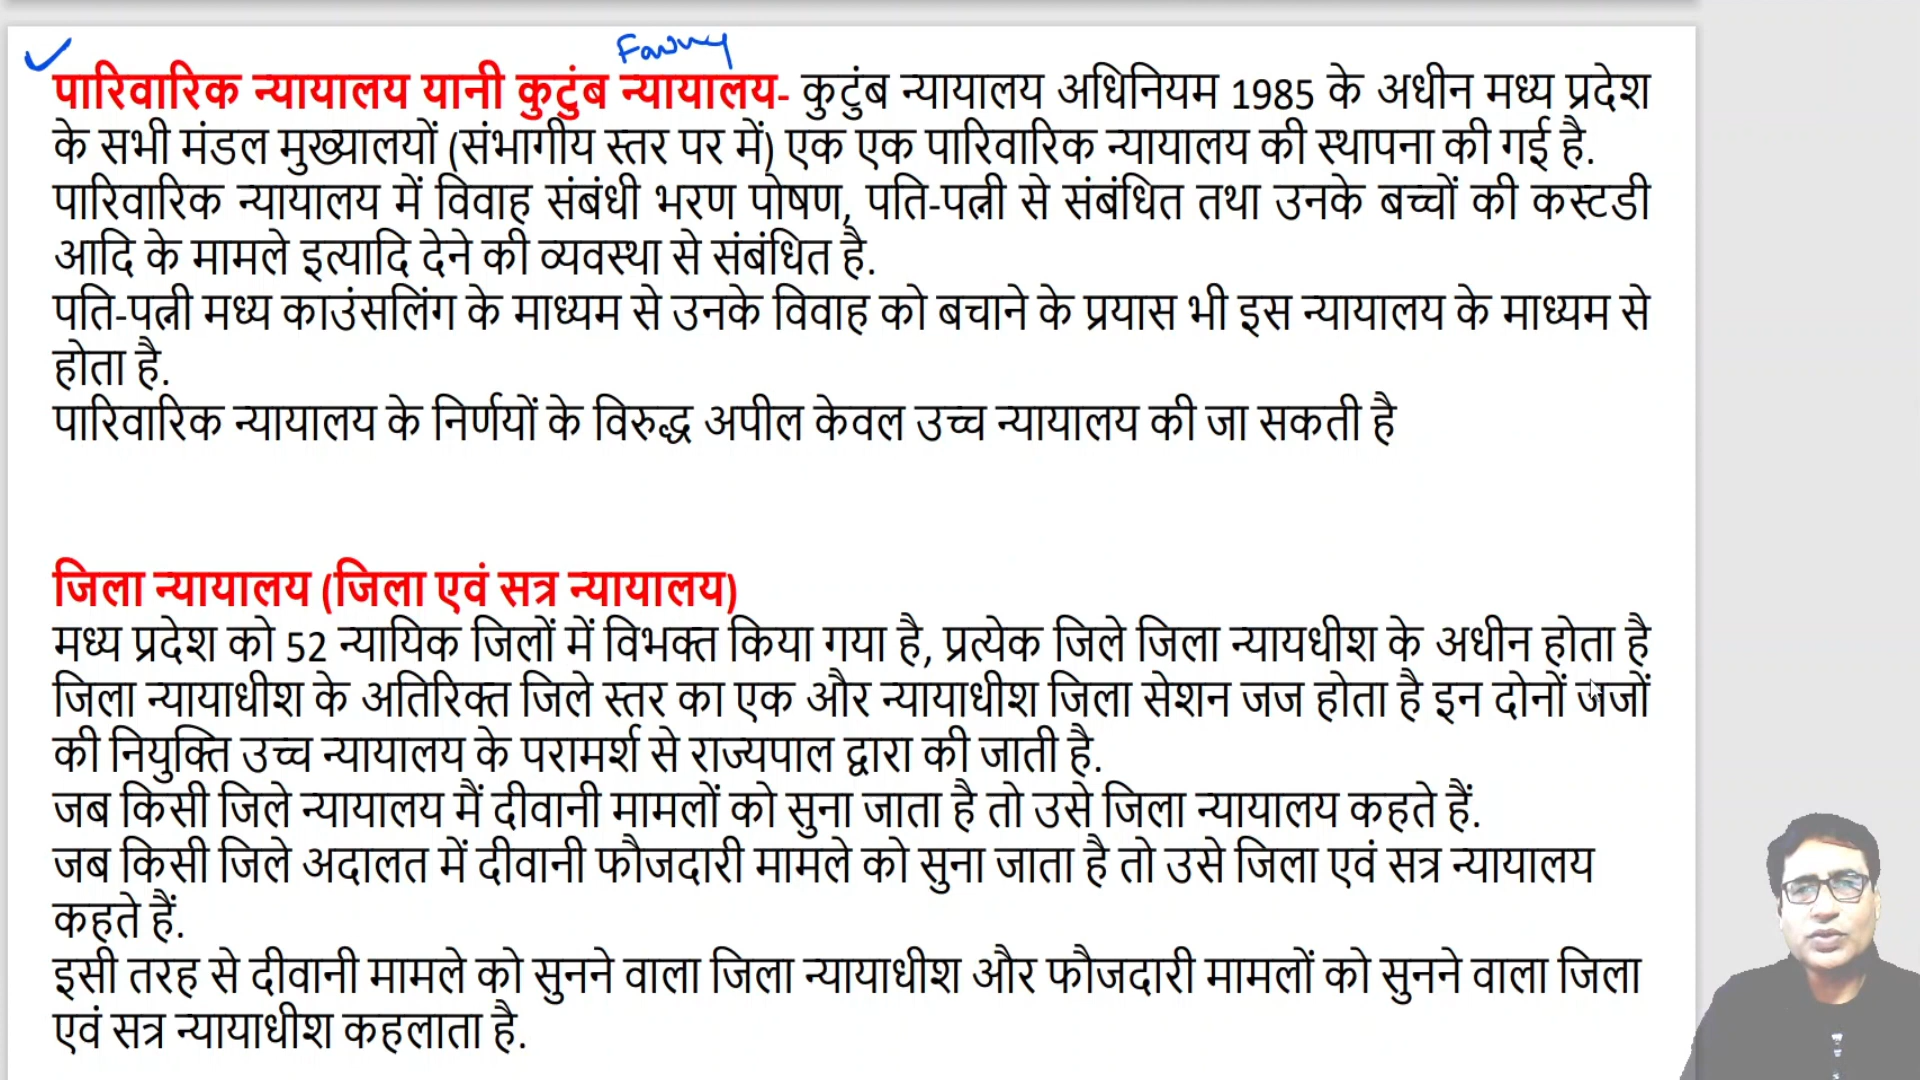 Family
पारिवारिक न्यायालय यानी कुटुंब न्यायालय- कुटुंब न्यायालय अधिनियम 1985 के अधीन मध्य प्रदेश
के सभी मंडल मुख्यालयों (संभागीय स्तर पर में) एक एक पारिवारिक न्यायालय की स्थापना की गई है.
पारिवारिक न्यायालय में विवाह संबंधी भरण पोषण, पति-पत्नी से संबंधित तथा उनके बच्चों की कस्टडी
आदि के मामले इत्यादि देने की व्यवस्था से संबंधित है.
पति-पत्नी मध्य काउंसलिंग के माध्यम से उनके विवाह को बचाने के प्रयास भी इस न्यायालय के माध्यम से
होता है.
पारिवारिक न्यायालय के निर्णयों के विरुद्ध अपील केवल उच्च न्यायालय की जा सकती है
जिला न्यायालय (जिला एवं सत्र न्यायालय)
मध्य प्रदेश को 52 न्यायिक जिलों में विभक्त किया गया है, प्रत्येक जिले जिला न्यायधीश के अधीन होता है
जिला न्यायाधीश के अतिरिक्त जिले स्तर का एक और न्यायाधीश जिला सेशन जज होता है इन दोनों जजों
की नियुक्ति उच्च न्यायालय के परामर्श से राज्यपाल द्वारा की जाती है.
जब किसी जिले न्यायालय मैं दीवानी मामलों को सुना जाता है तो उसे जिला न्यायालय कहते हैं.
जब किसी जिले अदालत में दीवानी फौजदारी मामले को सुना जाता है तो उसे जिला एवं सत्र न्यायालय
कहते हैं.
इसी तरह से दीवानी मामले को सुनने वाला जिला न्यायाधीश और फौजदारी मामलों को सुनने वाला जिला
एवं सत्र न्यायाधीश कहलाता है.